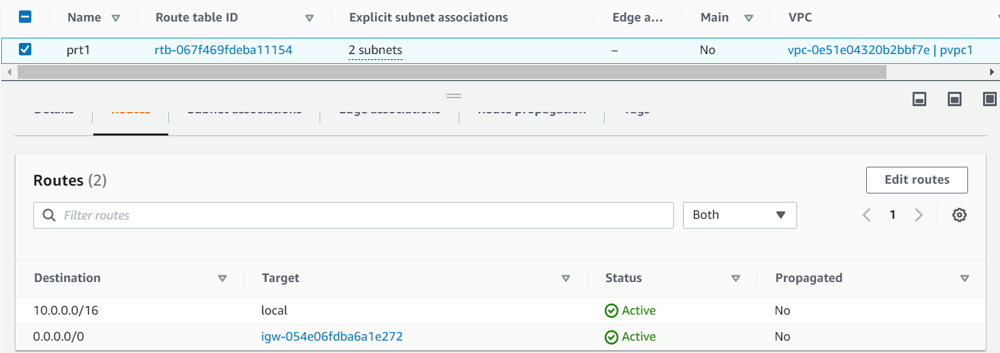 Name Route table ID Explicit subnet associations Edge a... Main VPC
prt1 rtb-067f469fdeba11154 2 subnets – No vpc-0e51e04320b2bbf7e | pvpc1
Details Routes Subnet associations Edge associations Route propagation Tags
Routes (2) Edit routes
Filter routes Both 1
Destination Target Status Propagated
10.0.0.0/16 local Active No
0.0.0.0/0 igw-054e06fdba6a1e272 Active No